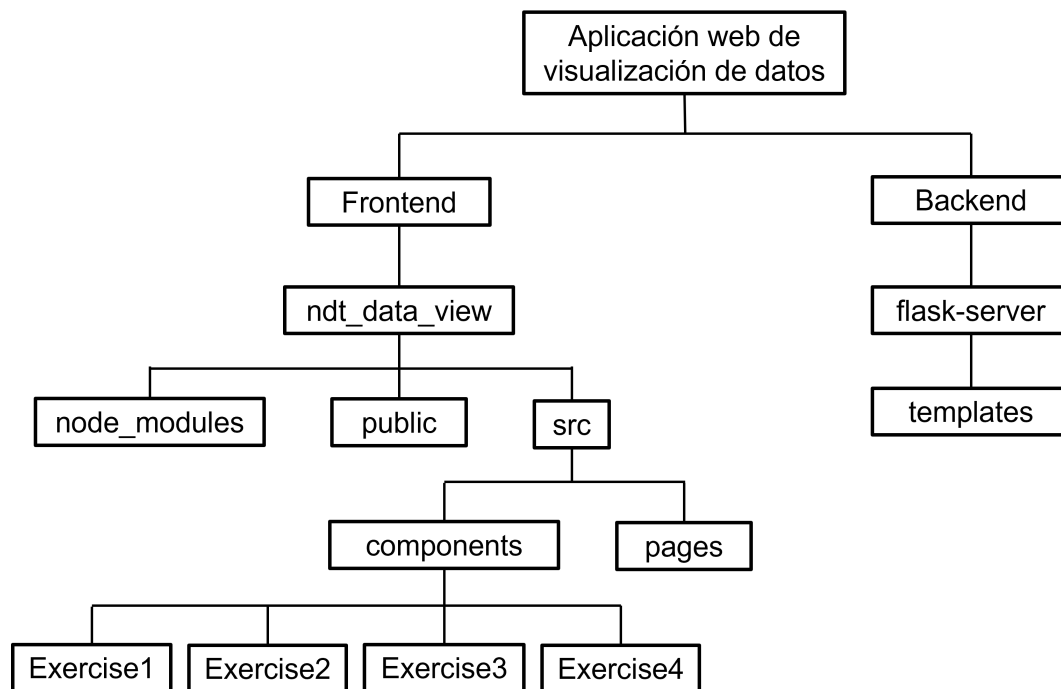 Aplicación web de
visualización de datos
Frontend
Backend
ndt_data_view
flask-server
node_modules
public
src
templates
components
pages
Exercise1
Exercise2
Exercise3
Exercise4